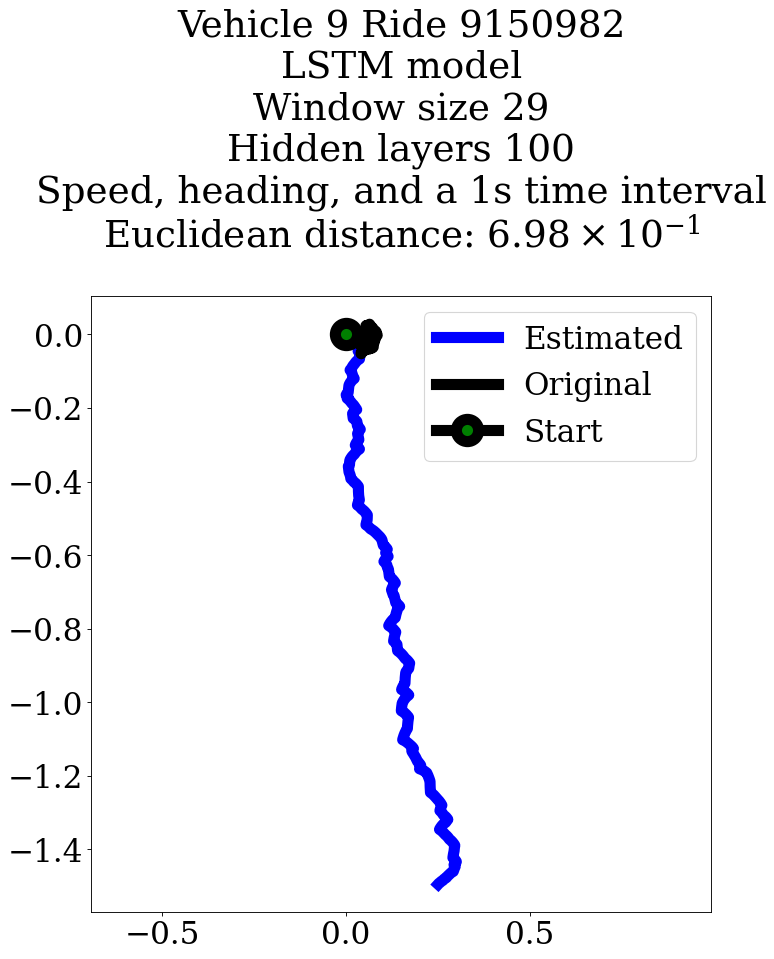 Vehicle 9 Ride 9150982
LSTM model
Window size 29
Hidden layers 100
Speed, heading, and a 1s time interval
Euclidean distance: 6.98 × 10⁻¹
Estimated
Original
Start
0.0
−0.2
−0.4
−0.6
−0.8
−1.0
−1.2
−1.4
−0.5 0.0 0.5